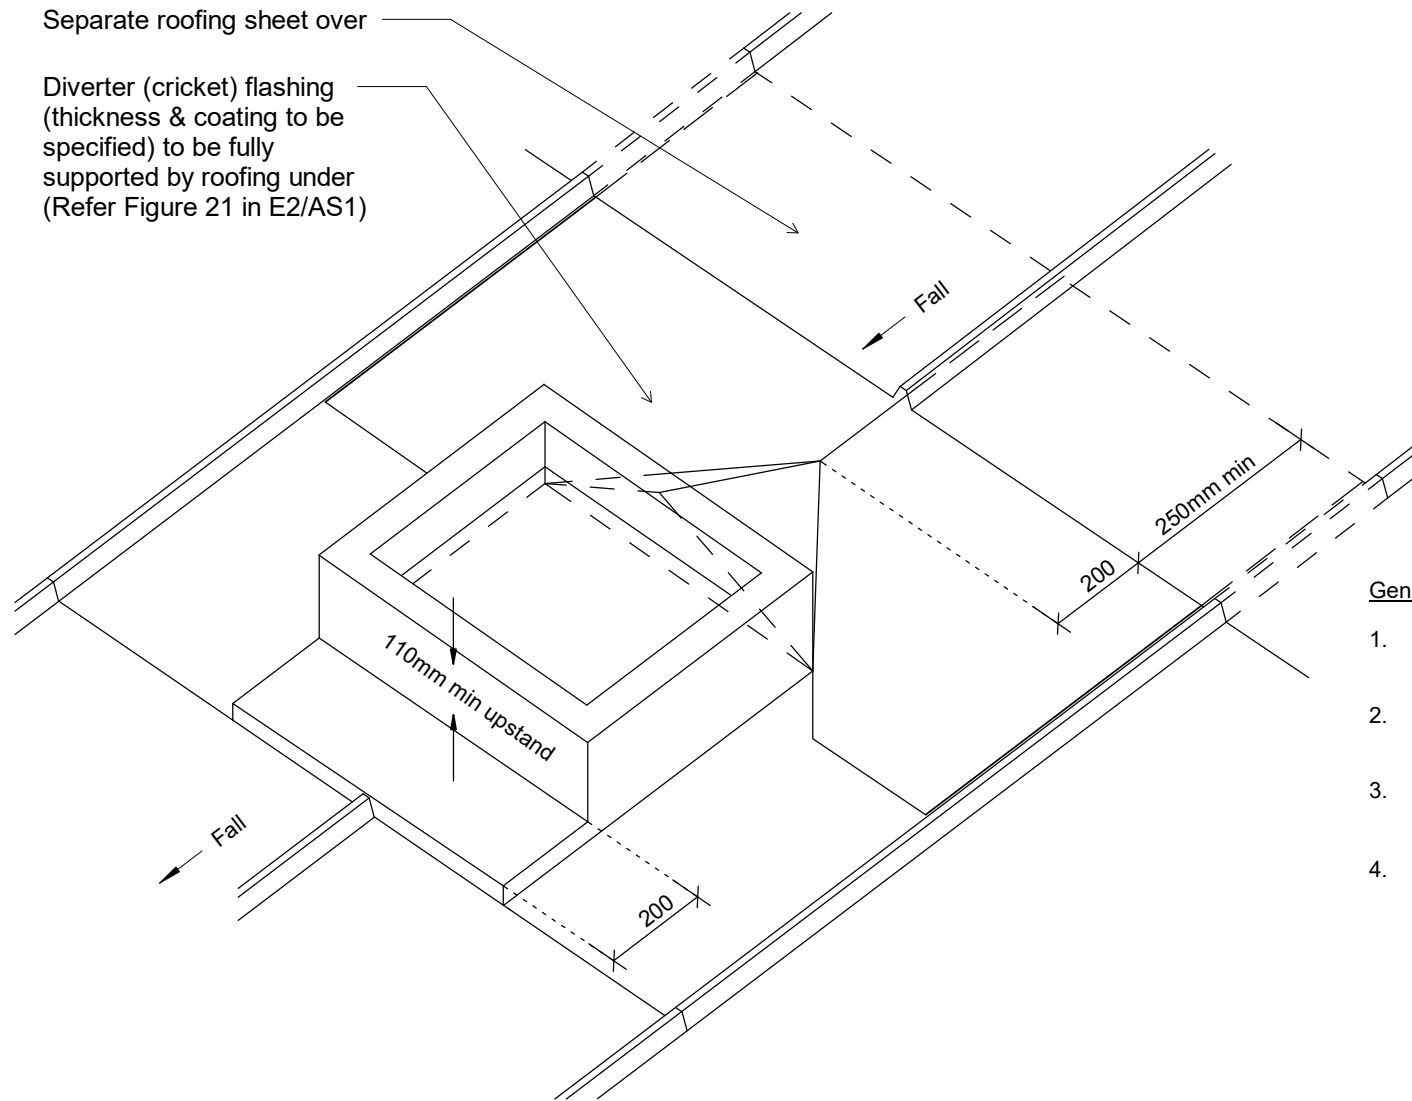 Separate roofing sheet over
Diverter (cricket) flashing
(thickness & coating to be
specified) to be fully
supported by roofing under
(Refer Figure 21 in E2/AS1)
Fall
250mm min
200
110mm min upstand
Fall
200
Gen
1.
2.
3.
4.